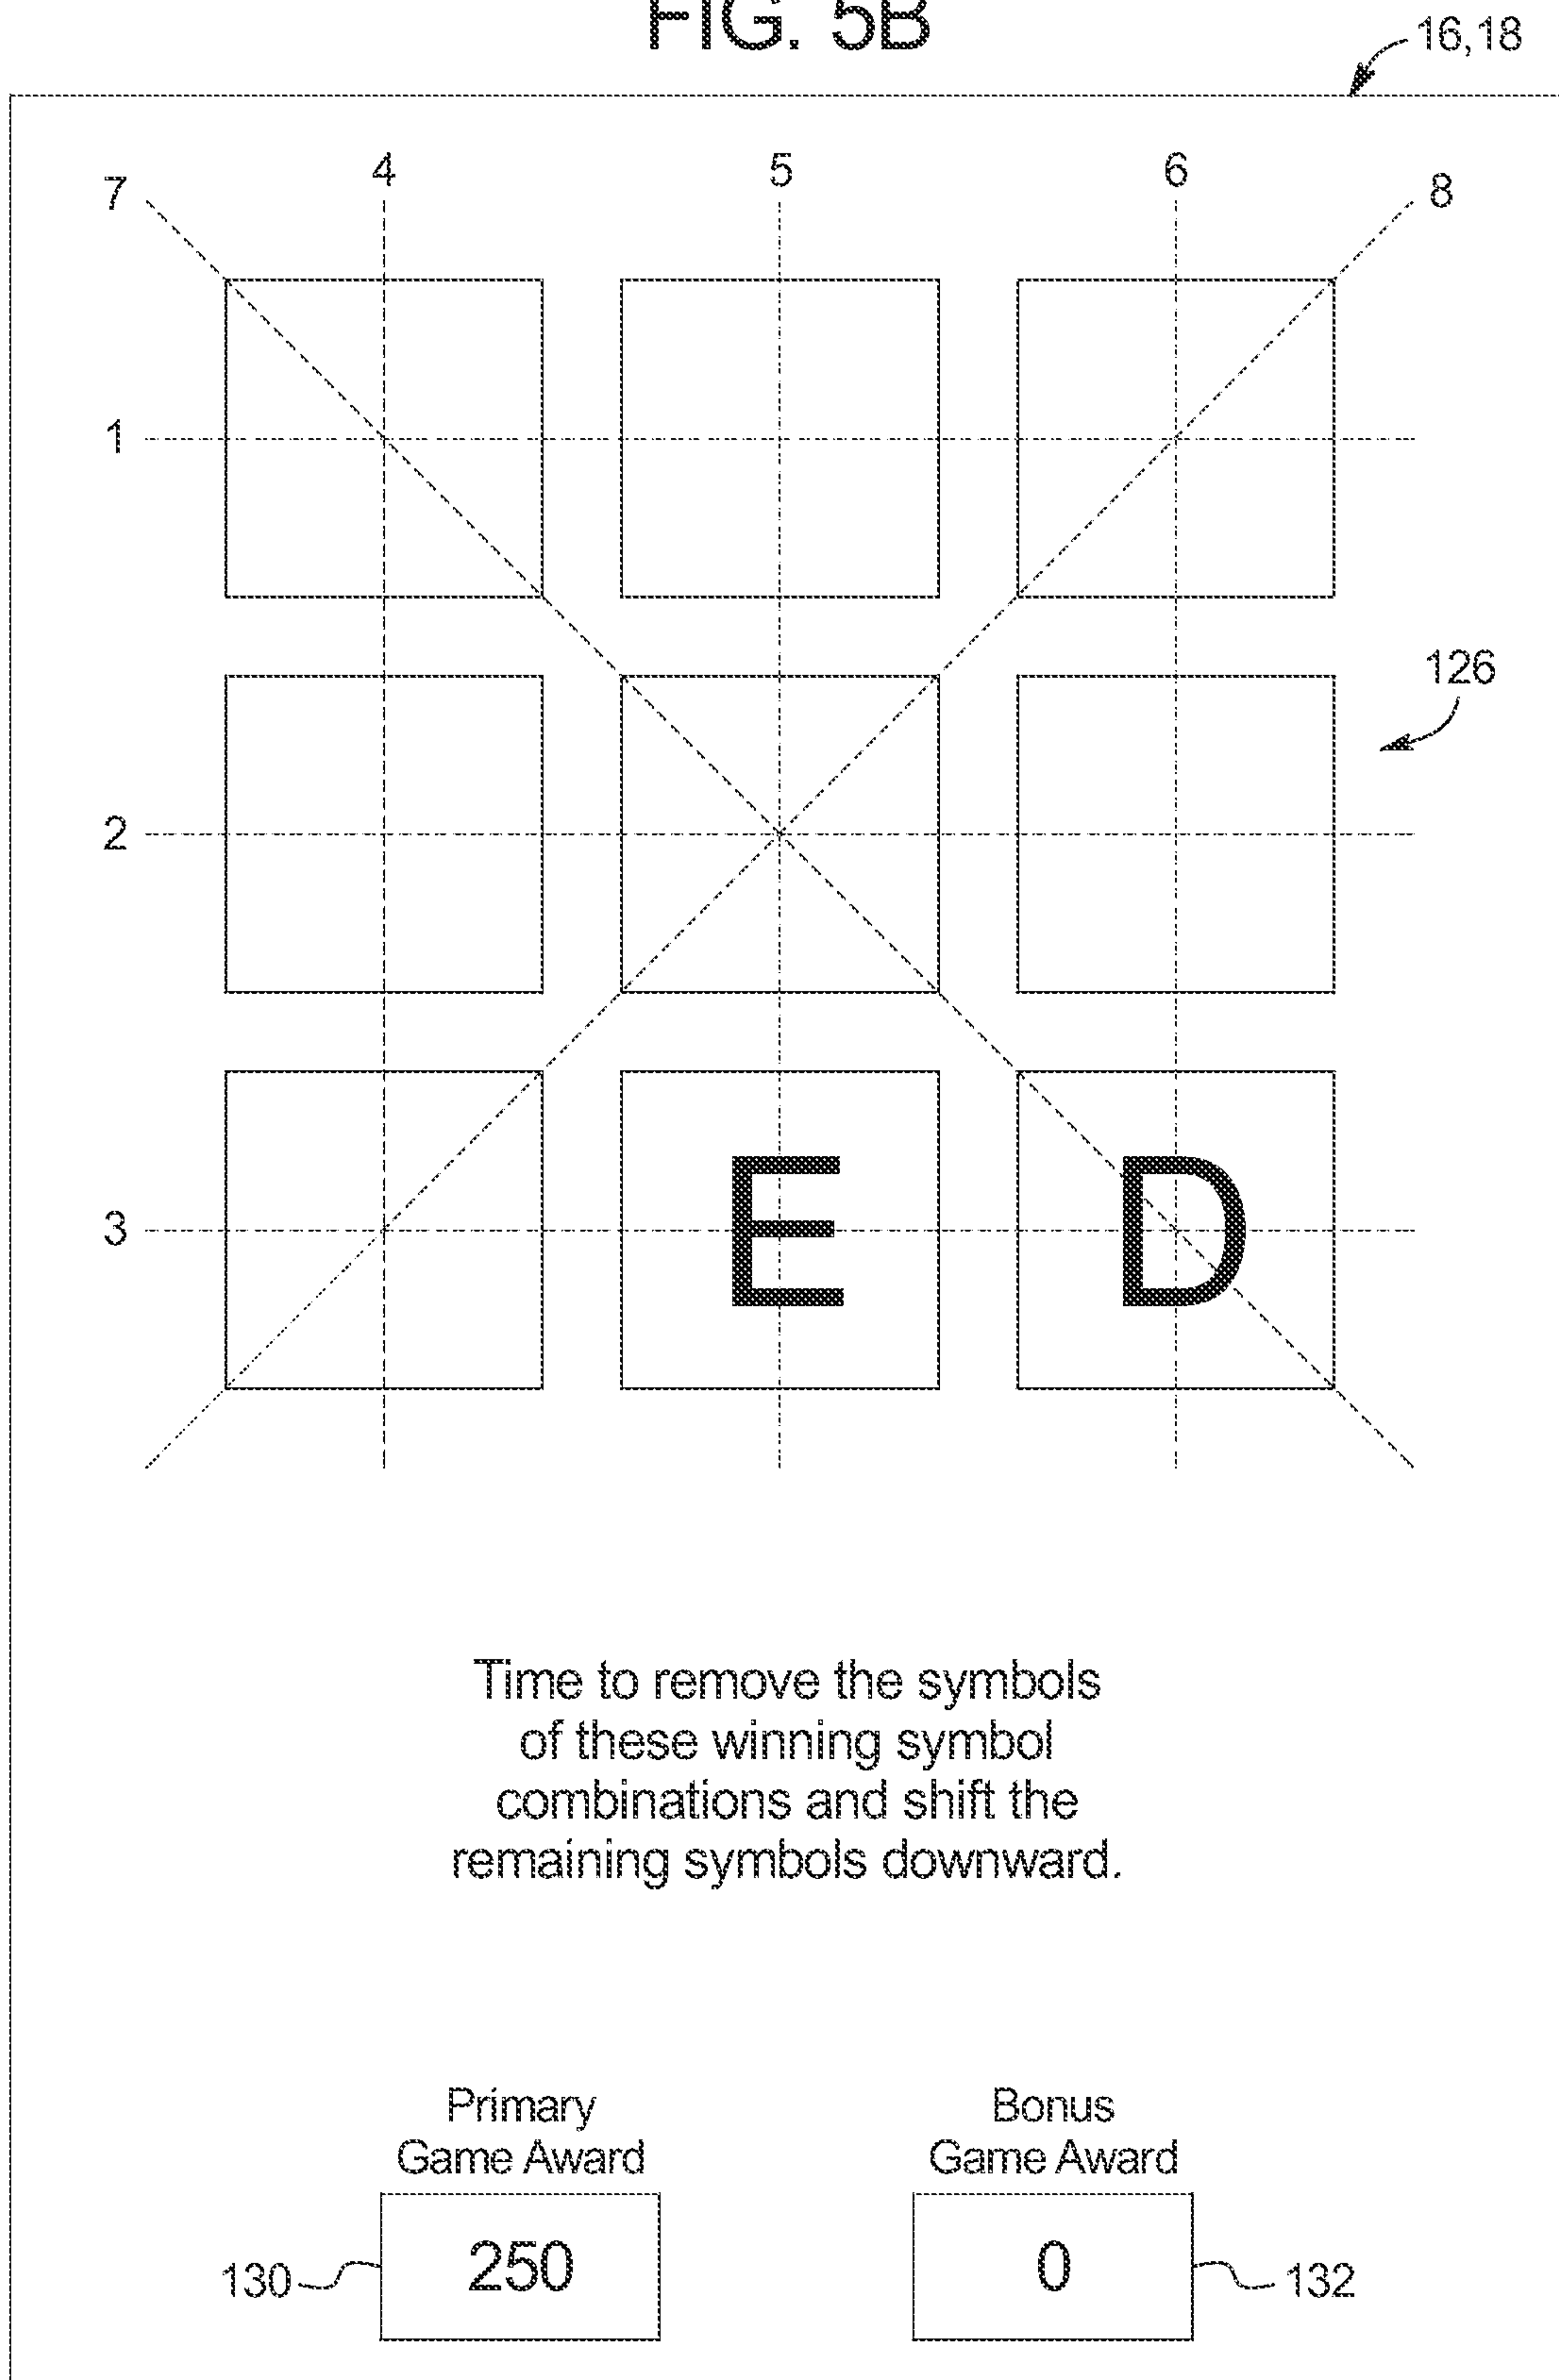 FIG. 5B
16,18
4 5 6
7 8
1
126
2
3 E D
Time to remove the symbols
of these winning symbol
combinations and shift the
remaining symbols downward.
Primary Bonus
Game Award Game Award
130 250 0 132